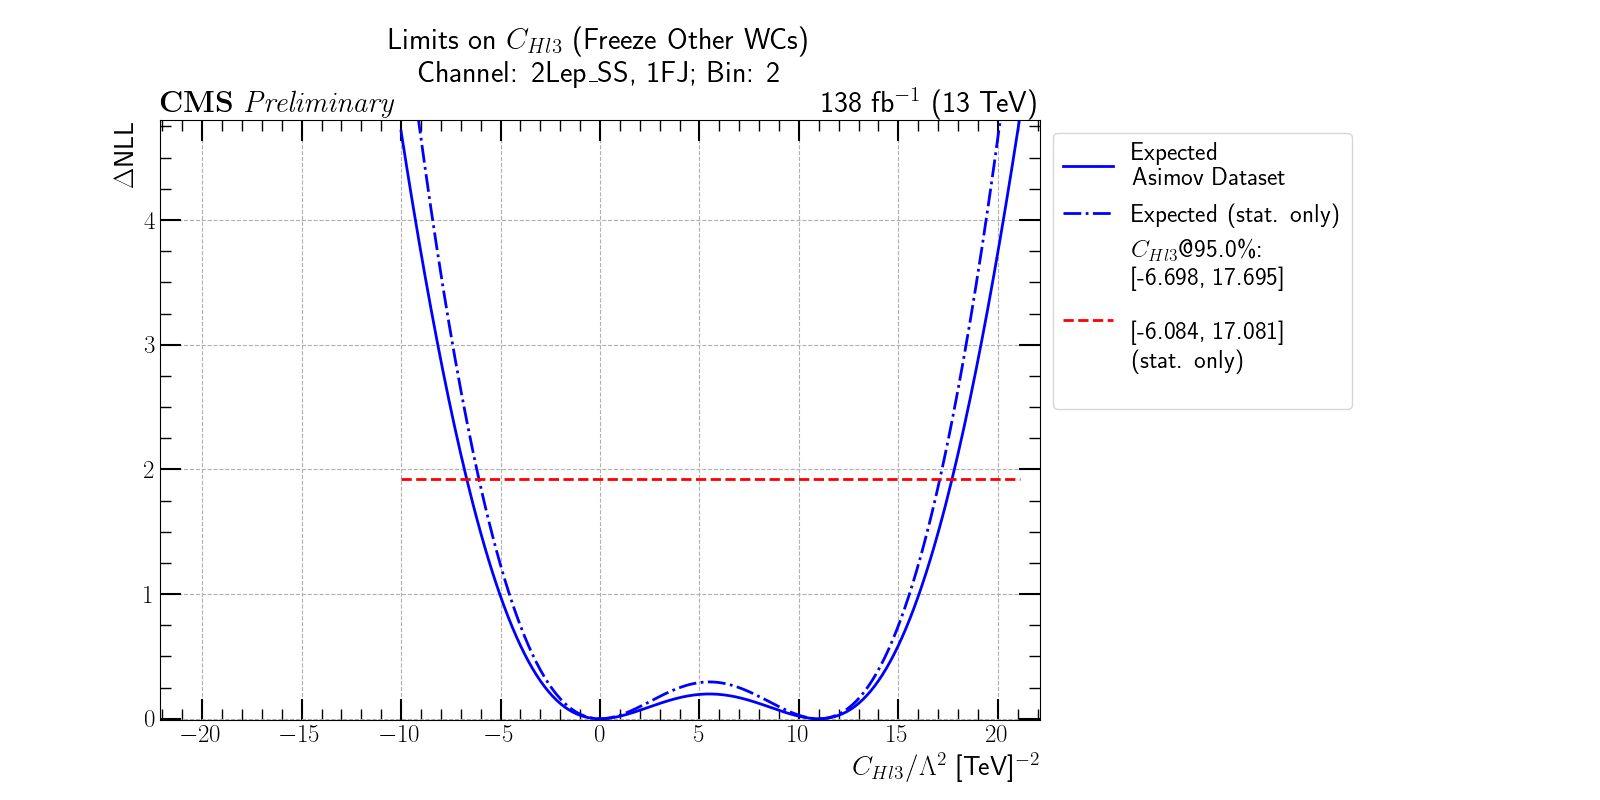 Limits on C_{Hl3} (Freeze Other WCs)
Channel: 2Lep_SS, 1FJ; Bin: 2
CMS Preliminary
138 fb^{-1} (13 TeV)
ΔNLL
4
3
2
1
0
−20
−15
−10
−5
0
5
10
15
20
C_{Hl3}/Λ^2 [TeV]^{-2}
Expected
Asimov Dataset
Expected (stat. only)
C_{Hl3}@95.0%:
[-6.698, 17.695]
[-6.084, 17.081]
(stat. only)